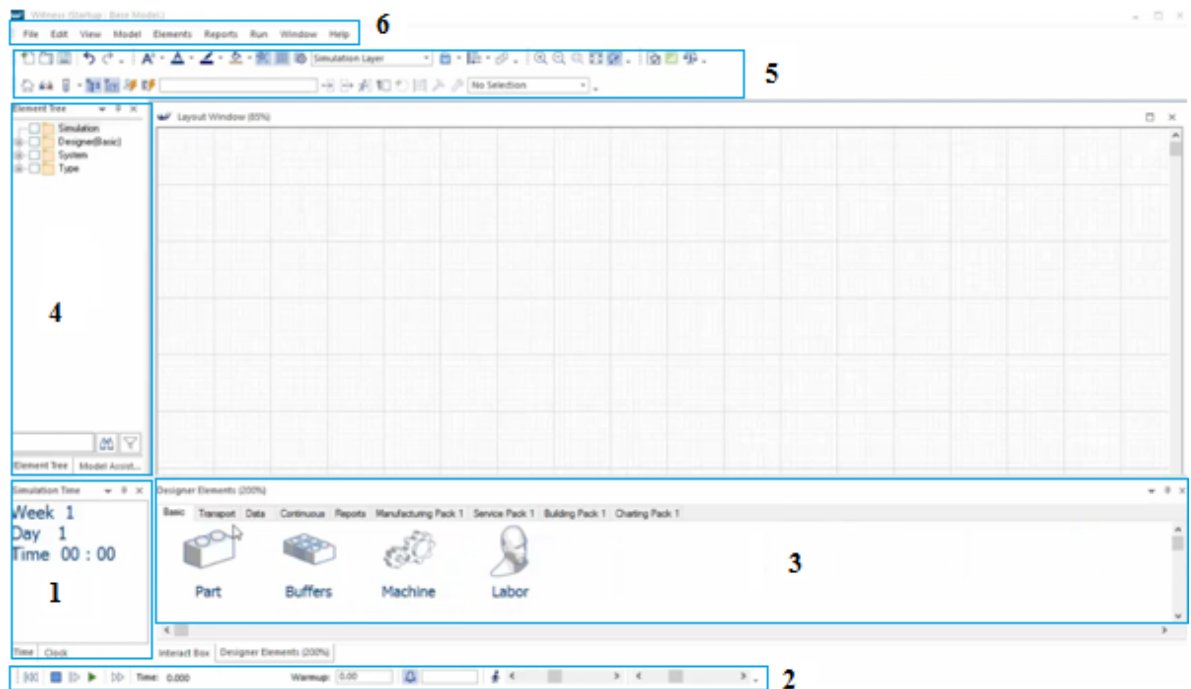 Witness (Startup : Base Model)
File Edit View Model Elements Reports Run Window Help
6
Simulation Layer
5
No Selection
Element Tree
Layout Window (85%)
Simulation
Designer(Basic)
System
Type
4
Element Tree Model Assist...
Simulation Time
Designer Elements (200%)
Week 1
Basic Transport Data Continuous Reports Manufacturing Pack 1 Service Pack 1 Building Pack 1 Charting Pack 1
Day 1
Time 00 : 00
3
1
Part Buffers Machine Labor
Time Clock
Interact Box Designer Elements (200%)
Time: 0.000 Warmup: 0.00
2